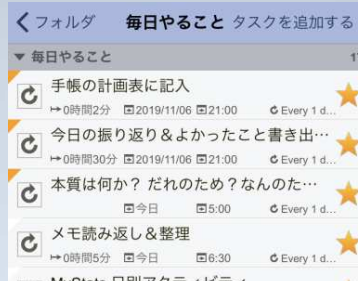 フォルダ 毎日やること タスクを追加する
▼ 毎日やること
手帳の計画表に記入
0時間2分 2019/11/06 21:00 Every 1 d...
今日の振り返り＆よかったこと書き出…
0時間30分 2019/11/06 21:00 Every 1 d...
本質は何か？ だれのため？なんのた…
今日 5:00 Every 1 d...
メモ読み返し＆整理
0時間5分 今日 6:30 Every 1 d...